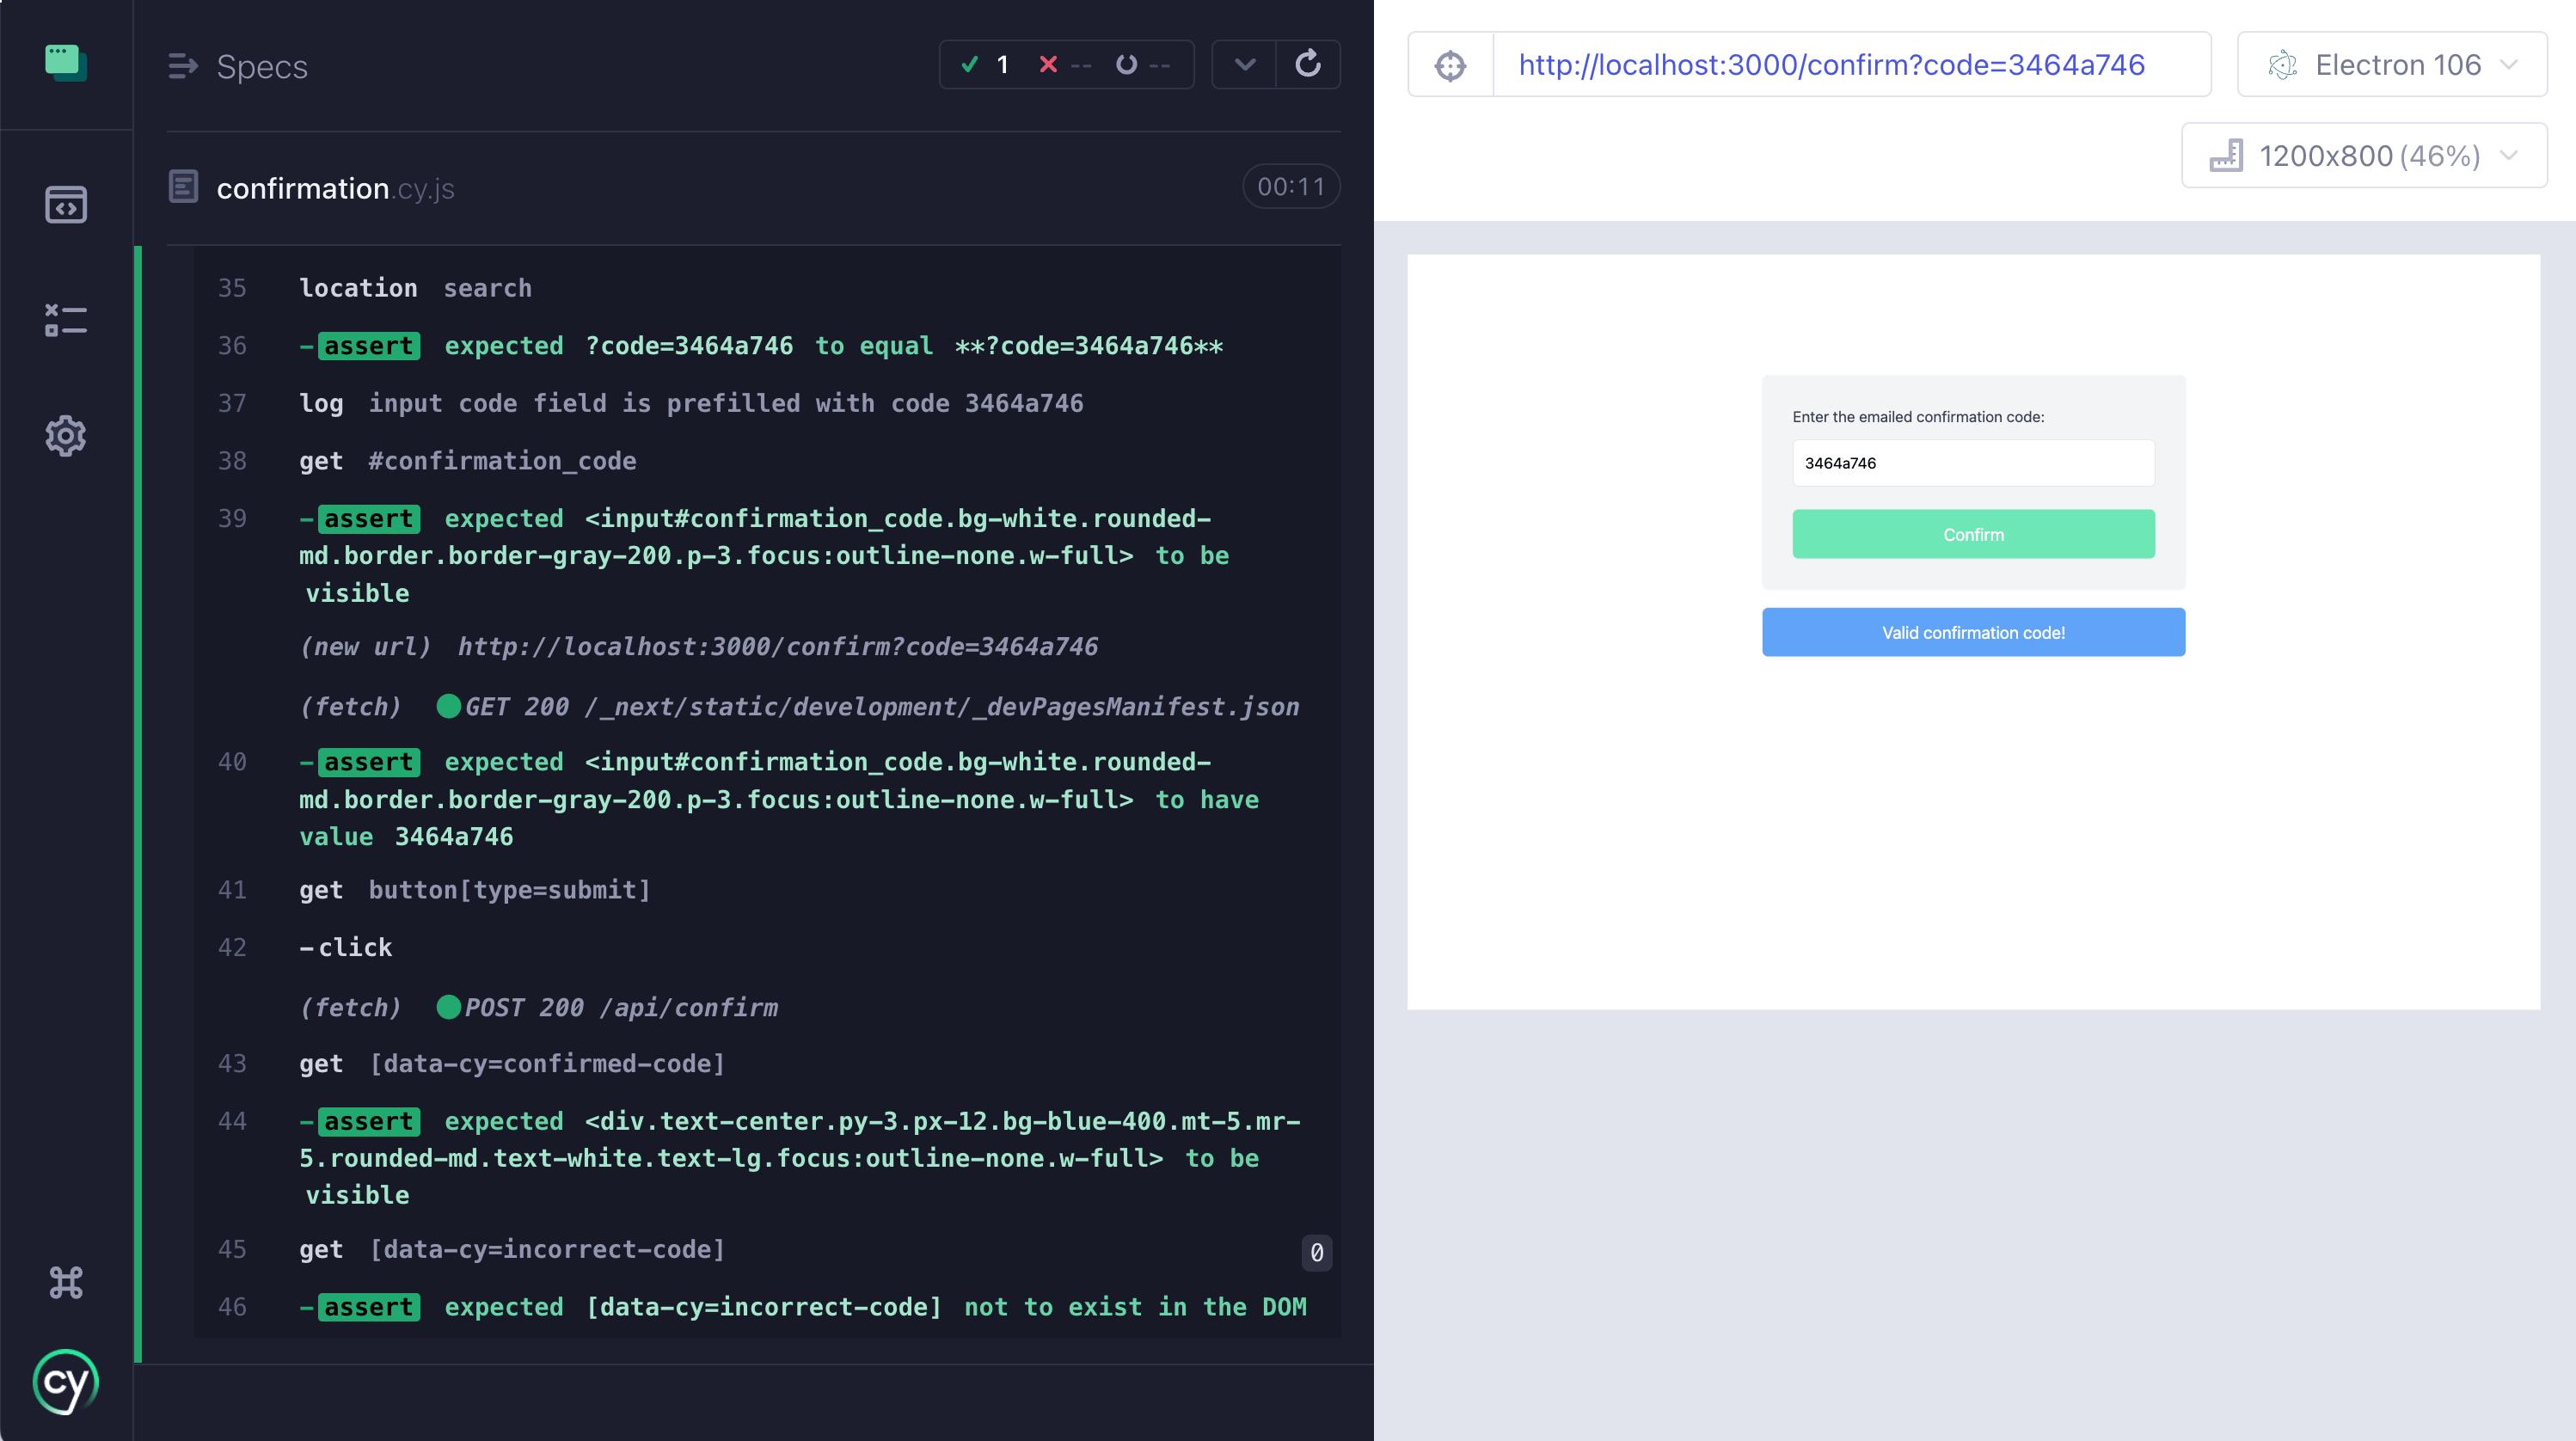 Specs
1 -- --
confirmation.cy.js
00:11
35 location search
36 -assert expected ?code=3464a746 to equal **?code=3464a746**
37 log input code field is prefilled with code 3464a746
38 get #confirmation_code
39 -assert expected <input#confirmation_code.bg-white.rounded-
md.border.border-gray-200.p-3.focus:outline-none.w-full> to be
visible
(new url) http://localhost:3000/confirm?code=3464a746
(fetch) GET 200 /_next/static/development/_devPagesManifest.json
40 -assert expected <input#confirmation_code.bg-white.rounded-
md.border.border-gray-200.p-3.focus:outline-none.w-full> to have
value 3464a746
41 get button[type=submit]
42 -click
(fetch) POST 200 /api/confirm
43 get [data-cy=confirmed-code]
44 -assert expected <div.text-center.py-3.px-12.bg-blue-400.mt-5.mr-
5.rounded-md.text-white.text-lg.focus:outline-none.w-full> to be
visible
45 get [data-cy=incorrect-code] 0
46 -assert expected [data-cy=incorrect-code] not to exist in the DOM
cy
http://localhost:3000/confirm?code=3464a746
Electron 106
1200x800 (46%)
Enter the emailed confirmation code:
3464a746
Confirm
Valid confirmation code!